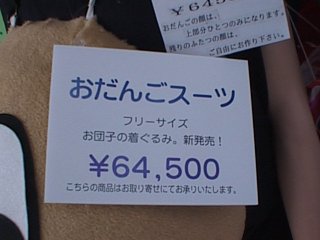 ¥645
おだんごの顔は、
上部分ひとつのみになります。
残りのふたつの顔は、
ご自由にお作り下さい。
おだんごスーツ
フリーサイズ
お団子の着ぐるみ。新発売！
¥64,500
こちらの商品はお取り寄せにてお承りいたします。